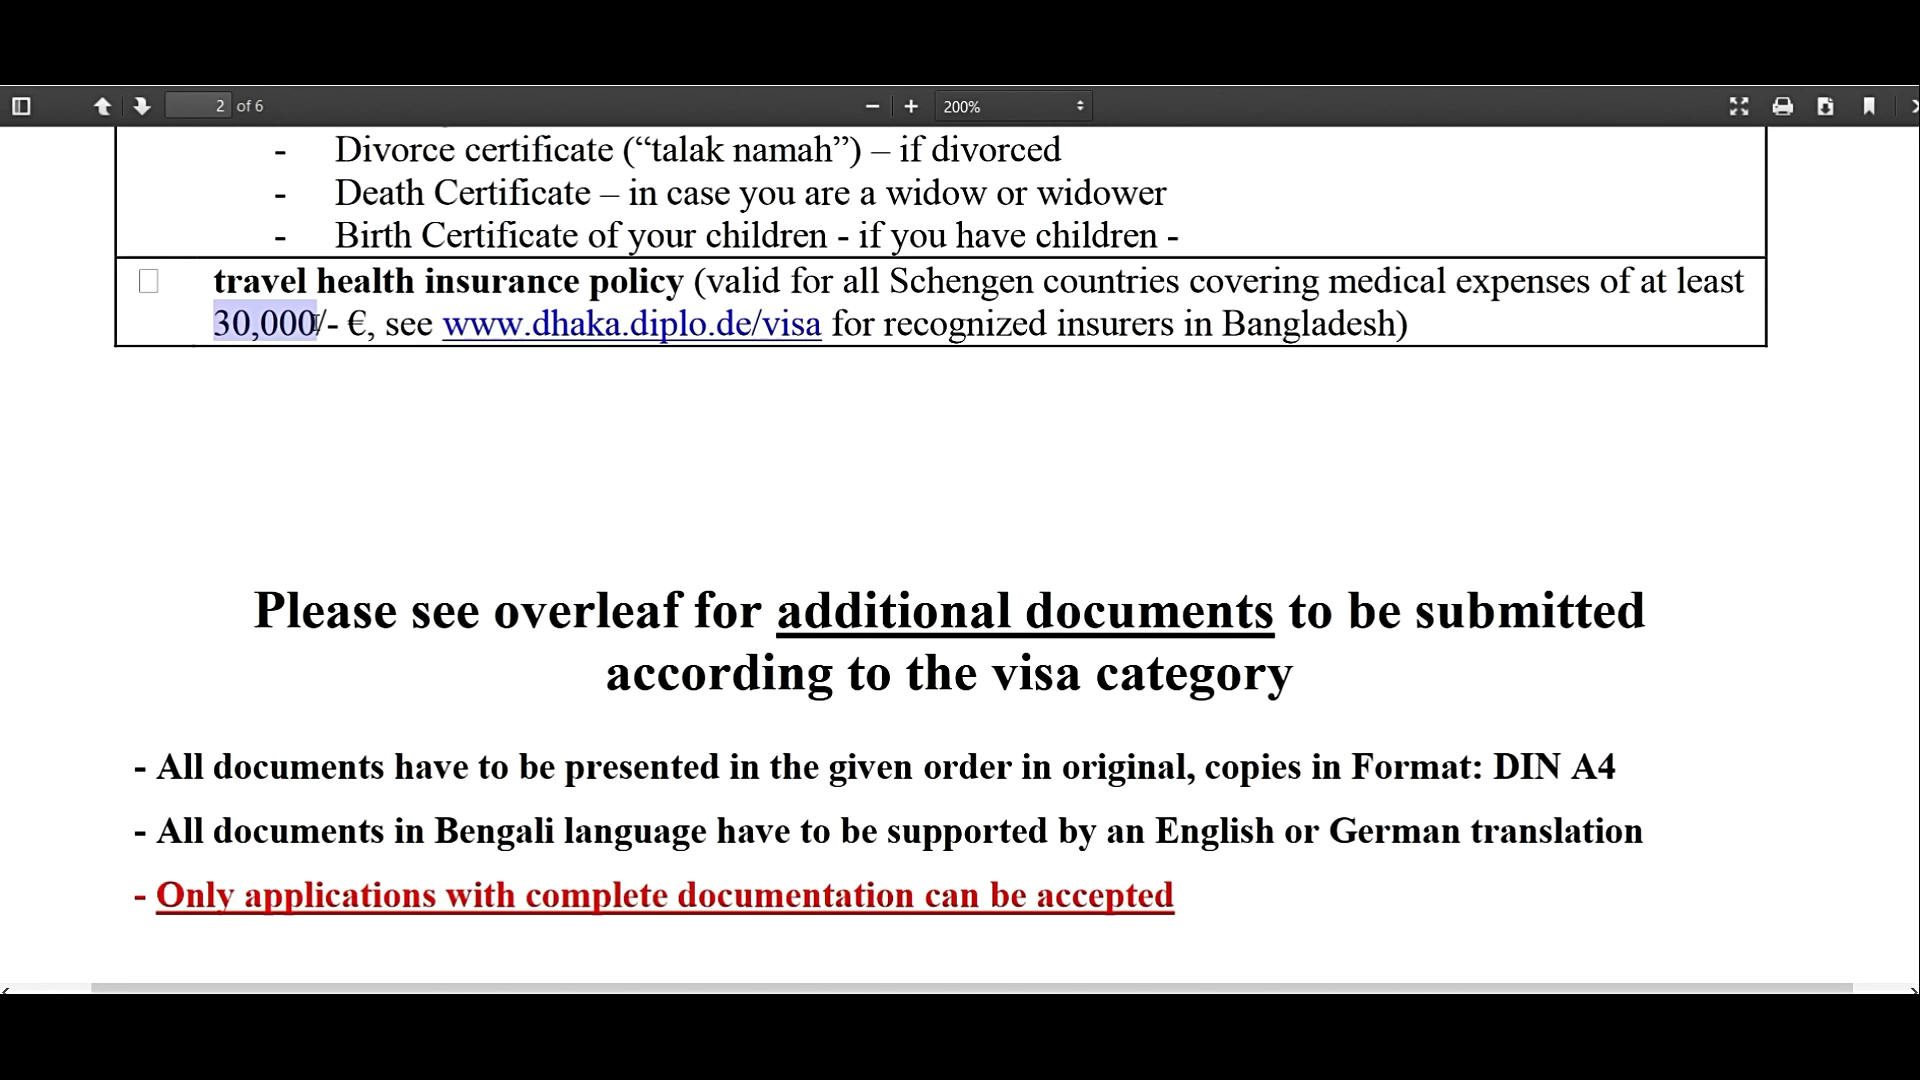 2 of 6
200%
- Divorce certificate (“talak namah”) – if divorced
- Death Certificate – in case you are a widow or widower
- Birth Certificate of your children - if you have children -
travel health insurance policy (valid for all Schengen countries covering medical expenses of at least
30,000/- €, see www.dhaka.diplo.de/visa for recognized insurers in Bangladesh)
Please see overleaf for additional documents to be submitted
according to the visa category
- All documents have to be presented in the given order in original, copies in Format: DIN A4
- All documents in Bengali language have to be supported by an English or German translation
- Only applications with complete documentation can be accepted